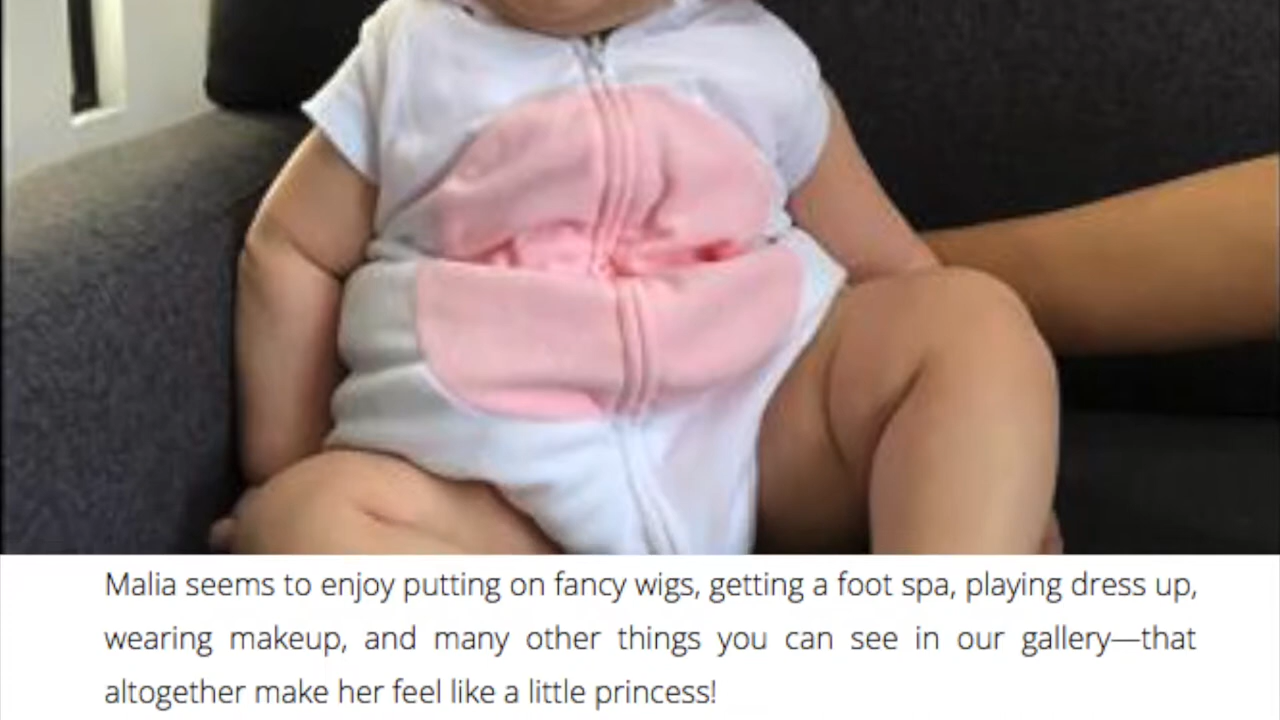 Malia seems to enjoy putting on fancy wigs, getting a foot spa, playing dress up,
wearing makeup, and many other things you can see in our gallery—that
altogether make her feel like a little princess!